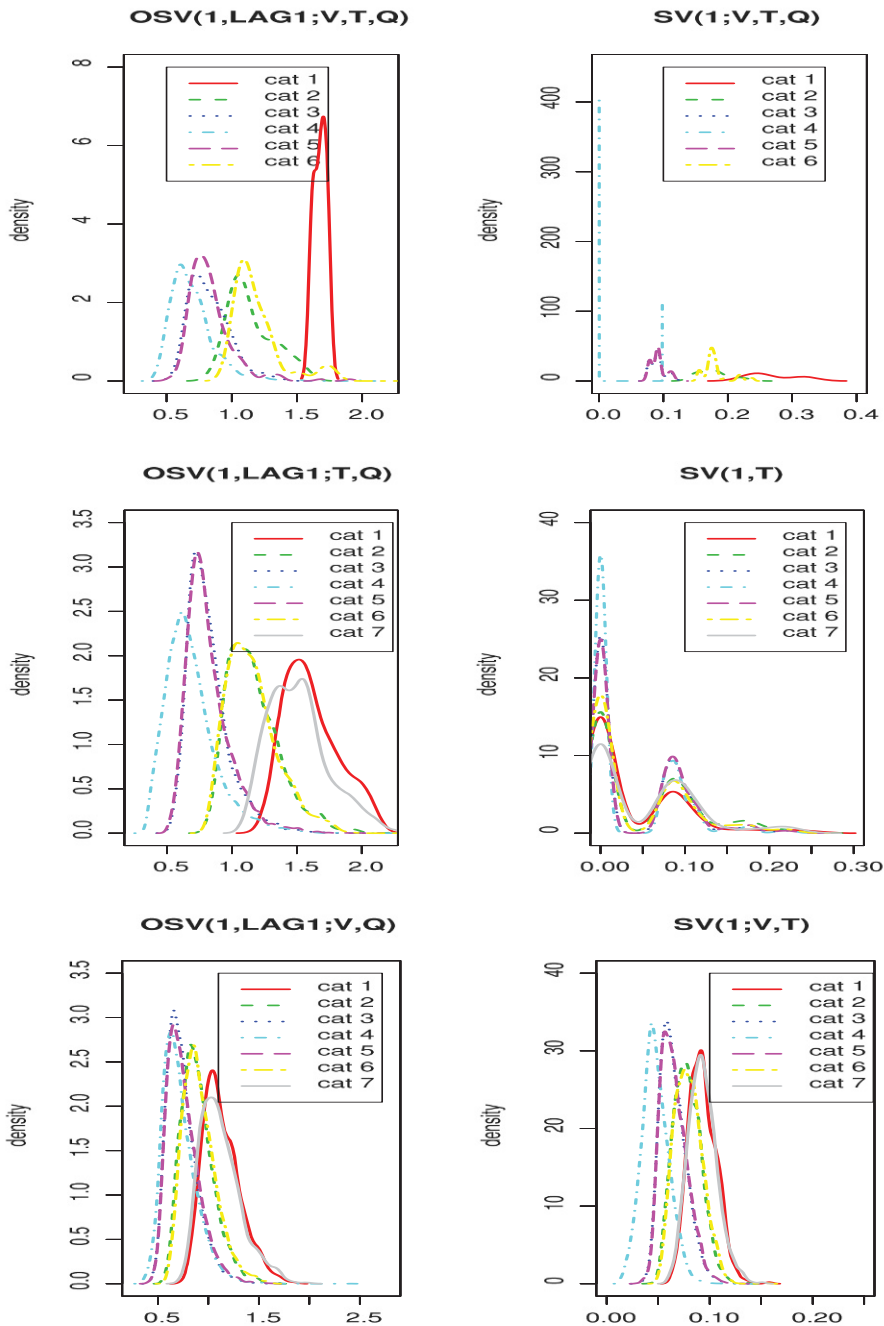 OSV(1,LAG1;V,T,Q)
density
8
6
4
2
0
cat 1
cat 2
cat 3
cat 4
cat 5
cat 6
0.5 1.0 1.5 2.0
SV(1;V,T,Q)
density
400
300
200
100
0
cat 1
cat 2
cat 3
cat 4
cat 5
cat 6
0.0 0.1 0.2 0.3 0.4
OSV(1,LAG1;T,Q)
density
3.5
3.0
2.5
2.0
1.5
1.0
0.5
0.0
cat 1
cat 2
cat 3
cat 4
cat 5
cat 6
cat 7
0.5 1.0 1.5 2.0
SV(1,T)
density
40
30
20
10
0
cat 1
cat 2
cat 3
cat 4
cat 5
cat 6
cat 7
0.00 0.10 0.20 0.30
OSV(1,LAG1;V,Q)
density
3.5
3.0
2.5
2.0
1.5
1.0
0.5
0.0
cat 1
cat 2
cat 3
cat 4
cat 5
cat 6
cat 7
0.5 1.5 2.5
SV(1;V,T)
density
40
30
20
10
0
cat 1
cat 2
cat 3
cat 4
cat 5
cat 6
cat 7
0.00 0.10 0.20